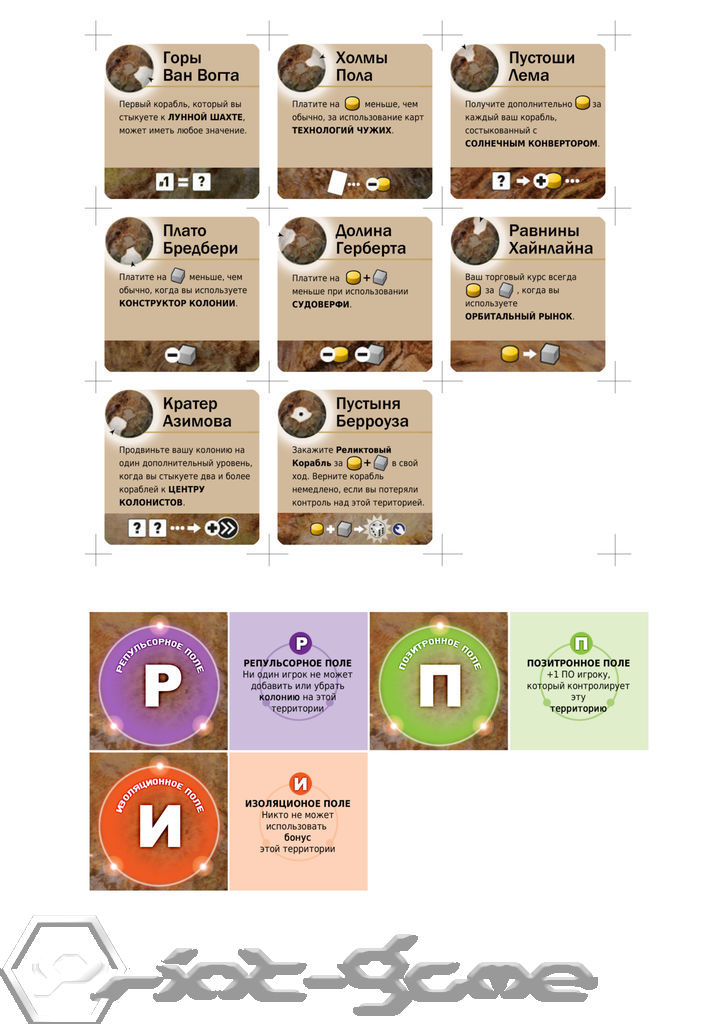 Горы
Ван Вогта
Первый корабль, который вы
стыкуете к ЛУННОЙ ШАХТЕ,
может иметь любое значение.
№1 = ?
Холмы
Пола
Платите на меньше, чем
обычно, за использование карт
ТЕХНОЛОГИЙ ЧУЖИХ.
Пустоши
Лема
Получите дополнительно за
каждый ваш корабль,
состыкованный с
СОЛНЕЧНЫМ КОНВЕРТОРОМ.
?
Плато
Бредбери
Платите на меньше, чем
обычно, когда вы используете
КОНСТРУКТОР КОЛОНИИ.
Долина
Герберта
Платите на +
меньше при использовании
СУДОВЕРФИ.
Равнины
Хайнлайна
Ваш торговый курс всегда
за , когда вы
используете
ОРБИТАЛЬНЫЙ РЫНОК.
Кратер
Азимова
Продвиньте вашу колонию на
один дополнительный уровень,
когда вы стыкуете два и более
кораблей к ЦЕНТРУ
КОЛОНИСТОВ.
? ?
Пустыня
Берроуза
Закажите Реликтовый
Корабль за + в свой
ход. Верните корабль
немедлено, если вы потеряли
контроль над этой територией.
РЕПУЛЬСОРНОЕ ПОЛЕ
Р
Р
РЕПУЛЬСОРНОЕ ПОЛЕ
Ни один игрок не может
добавить или убрать
колонию на этой
территории
ПОЗИТРОННОЕ ПОЛЕ
П
П
ПОЗИТРОННОЕ ПОЛЕ
+1 ПО игроку,
который контролирует
эту
территорию
ИЗОЛЯЦИОННОЕ ПОЛЕ
И
И
ИЗОЛЯЦИОНОЕ ПОЛЕ
Никто не может
использовать
бонус
этой территории